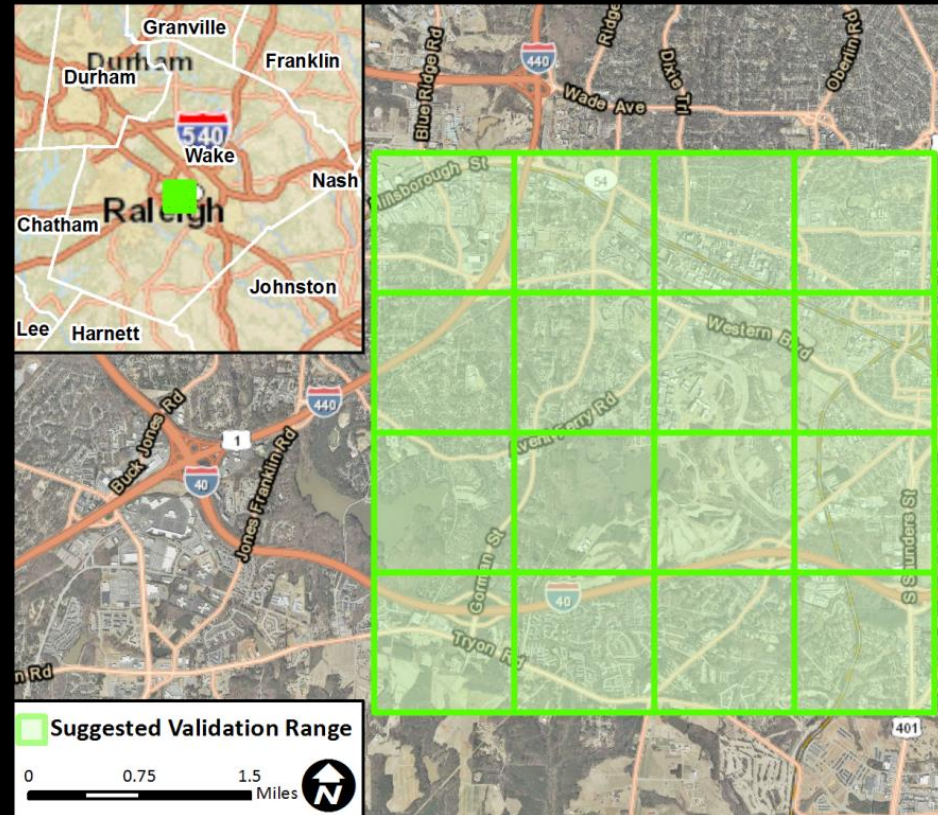 Granville
Durham
Durham
Franklin
540
Wake
Nash
Raleigh
Chatham
Johnston
Lee
Harnett
Blue Ridge Rd
440
Ridge
Dixie Trl
Oberlin Rd
Wade Ave
Hillsborough St
54
Western Blvd
440
Buck Jones Rd
1
Jones Franklin Rd
40
Avent Ferry Rd
Gorman St
S Saunders St
40
Tryon Rd
n Rd
401
Suggested Validation Range
0 0.75 1.5
Miles
N